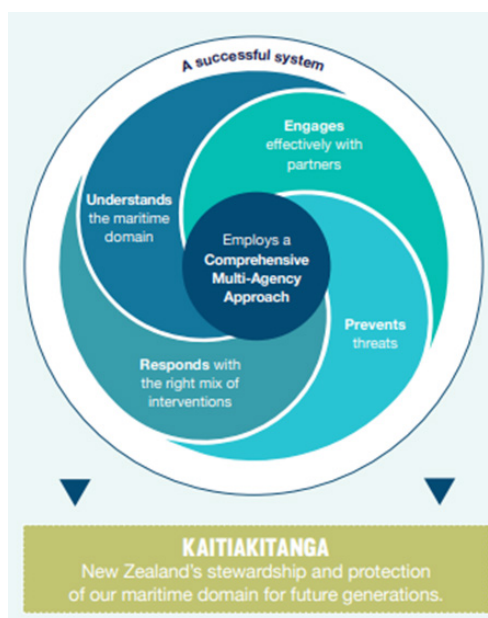 A successful system
Engages
effectively with
partners
Understands
the maritime
domain
Employs a
Comprehensive
Multi-Agency
Approach
Prevents
threats
Responds with
the right mix of
interventions
KAITIAKITANGA
New Zealand's stewardship and protection
of our maritime domain for future generations.